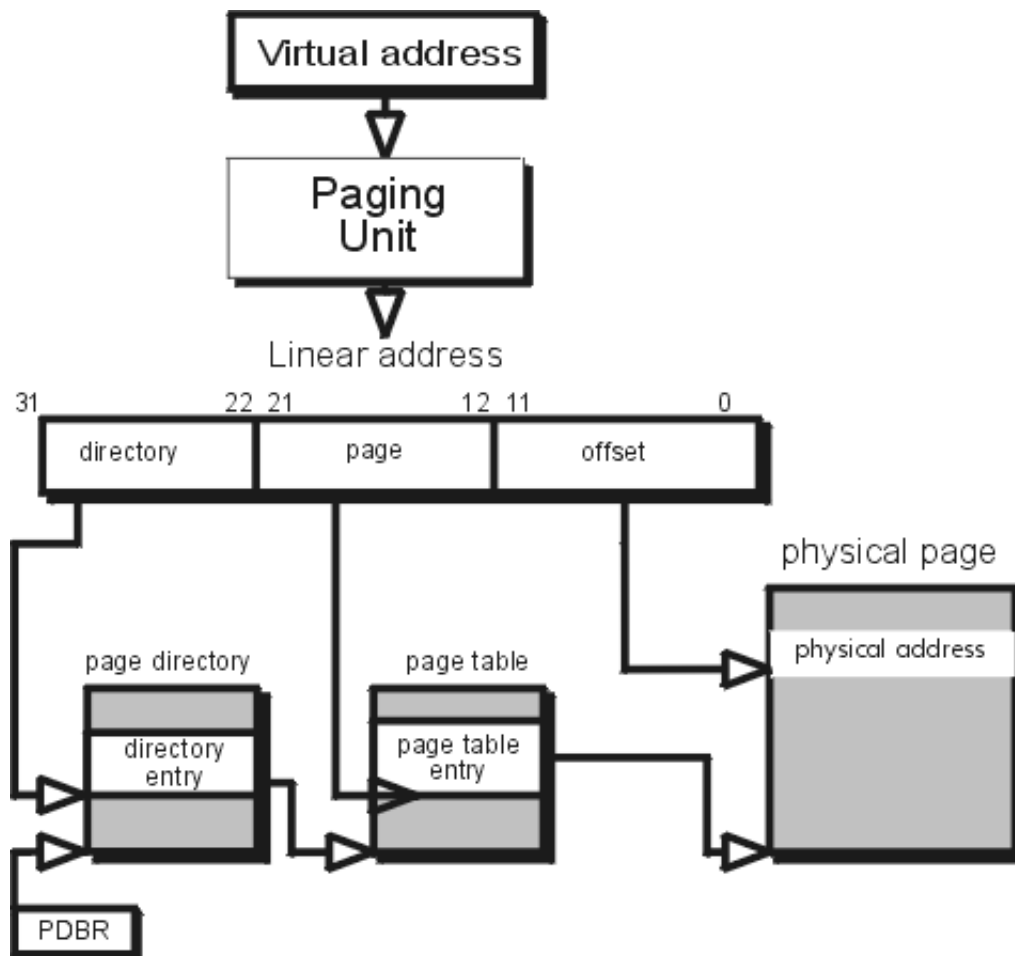 Virtual address
Paging
Unit
Linear address
31 22 21 12 11 0
directory page offset
physical page
physical address
page directory page table
directory
entry
page table
entry
PDBR